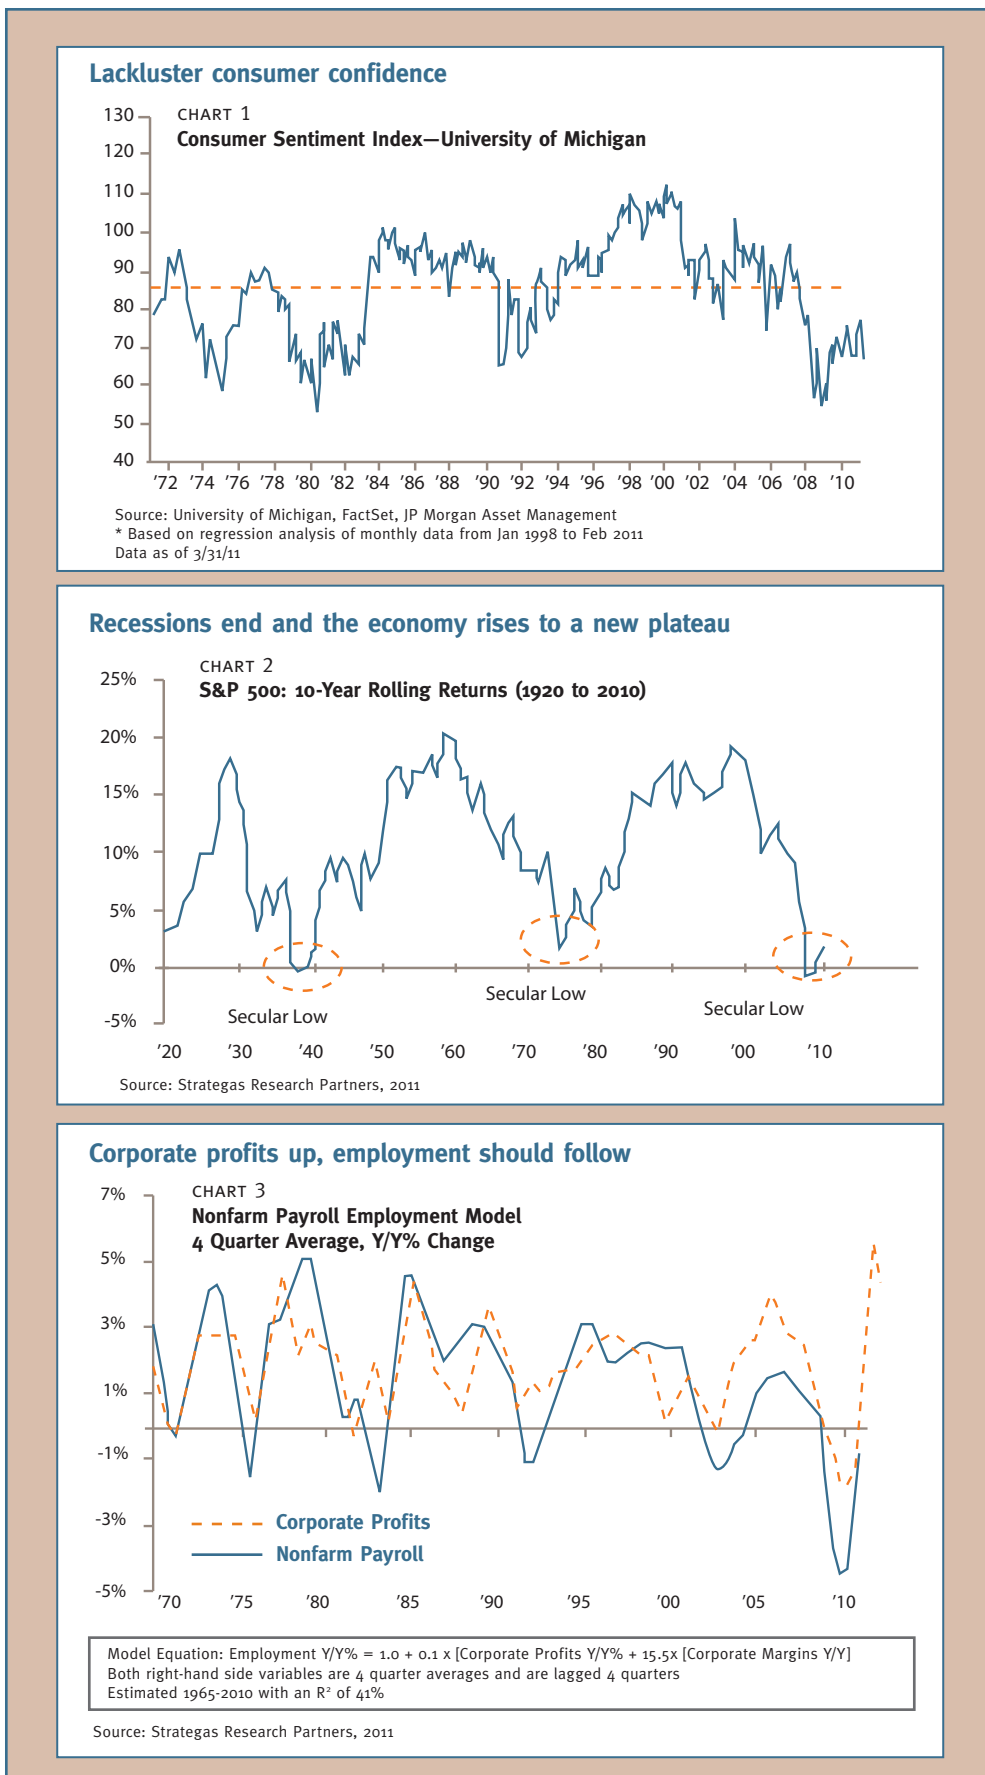 Lackluster consumer confidence
CHART 1
Consumer Sentiment Index—University of Michigan
130
120
110
100
90
80
70
60
50
40
’72 ’74 ’76 ’78 ’80 ’82 ’84 ’86 ’88 ’90 ’92 ’94 ’96 ’98 ’00 ’02 ’04 ’06 ’08 ’10
Source: University of Michigan, FactSet, JP Morgan Asset Management
* Based on regression analysis of monthly data from Jan 1998 to Feb 2011
Data as of 3/31/11
Recessions end and the economy rises to a new plateau
CHART 2
S&P 500: 10-Year Rolling Returns (1920 to 2010)
25%
20%
15%
10%
5%
0%
-5%
Secular Low
Secular Low
Secular Low
’20 ’30 ’40 ’50 ’60 ’70 ’80 ’90 ’00 ’10
Source: Strategas Research Partners, 2011
Corporate profits up, employment should follow
CHART 3
Nonfarm Payroll Employment Model
4 Quarter Average, Y/Y% Change
7%
5%
3%
1%
-1%
-3%
-5%
Corporate Profits
Nonfarm Payroll
’70 ’75 ’80 ’85 ’90 ’95 ’00 ’05 ’10
Model Equation: Employment Y/Y% = 1.0 + 0.1 x [Corporate Profits Y/Y% + 15.5x [Corporate Margins Y/Y]
Both right-hand side variables are 4 quarter averages and are lagged 4 quarters
Estimated 1965-2010 with an R² of 41%
Source: Strategas Research Partners, 2011